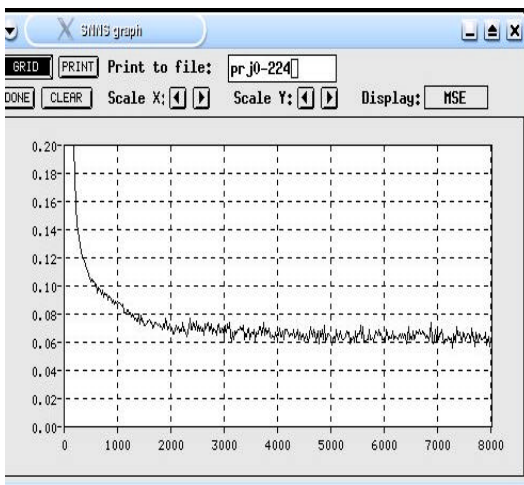 X SNNS graph
GRID PRINT Print to file: prj0-224
DONE CLEAR Scale X: Scale Y: Display: MSE
0.20
0.18
0.16
0.14
0.12
0.10
0.08
0.06
0.04
0.02
0.00
0 1000 2000 3000 4000 5000 6000 7000 8000